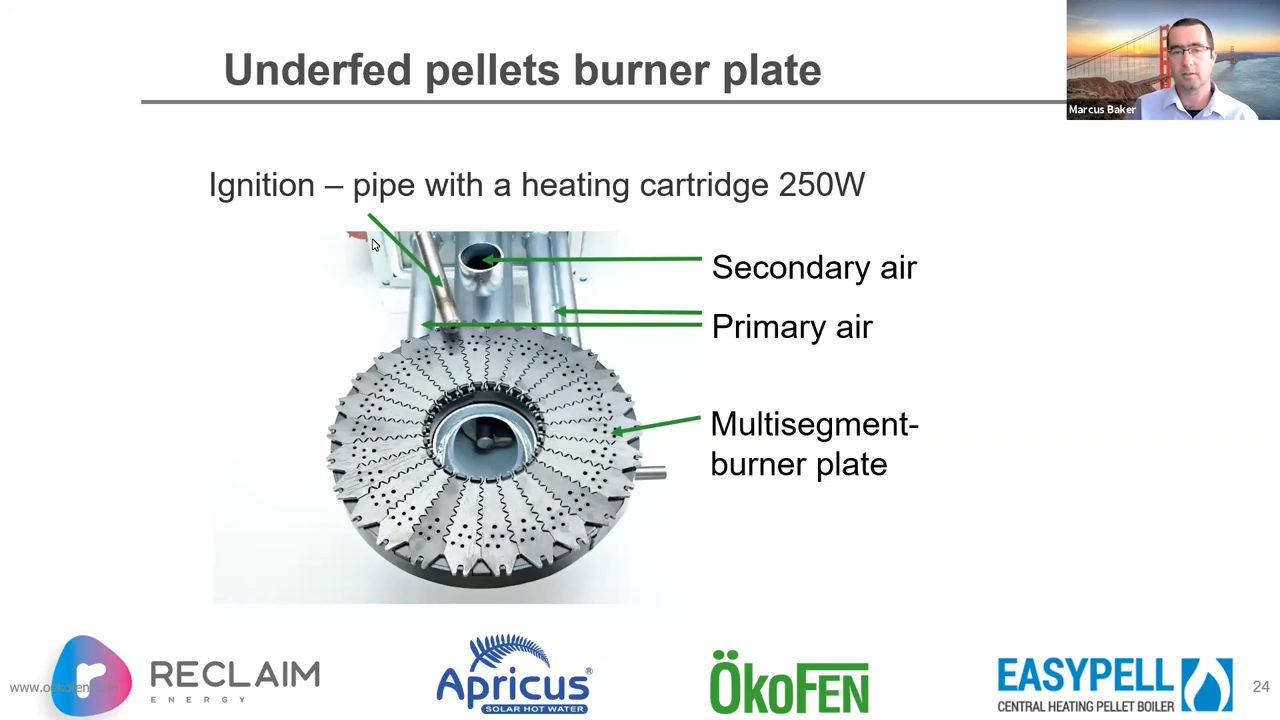 Underfed pellets burner plate
Marcus Baker
Ignition – pipe with a heating cartridge 250W
Secondary air
Primary air
Multisegment-
burner plate
RECLAIM
ENERGY
Apricus®
SOLAR HOT WATER
ÖkoFEN
EASYPELL
CENTRAL HEATING PELLET BOILER
24